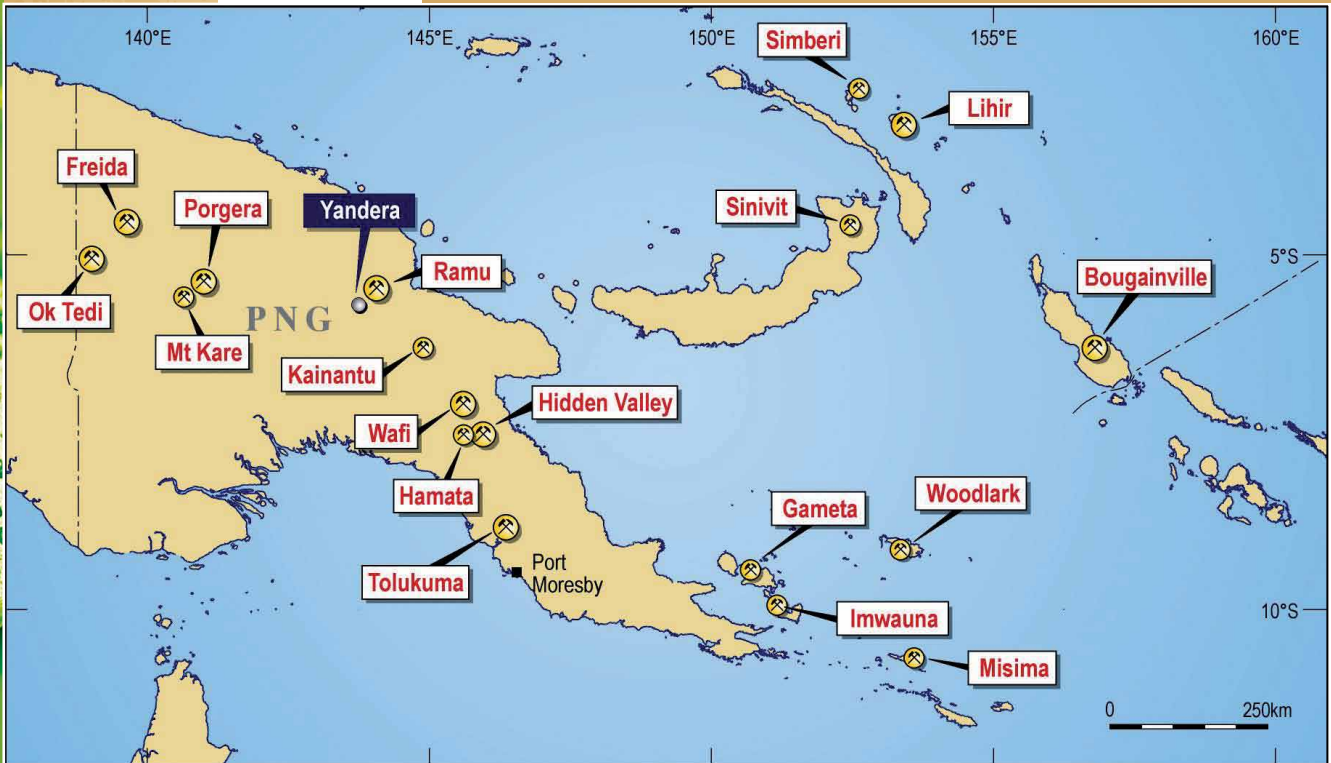 140°E
145°E
150°E
155°E
160°E
Simberi
Lihir
Freida
Porgera
Yandera
Sinivit
Ramu
5°S
Bougainville
Ok Tedi
PNG
Mt Kare
Kainantu
Hidden Valley
Wafi
Hamata
Woodlark
Gameta
Port
Moresby
Tolukuma
10°S
Imwauna
Misima
0
250km